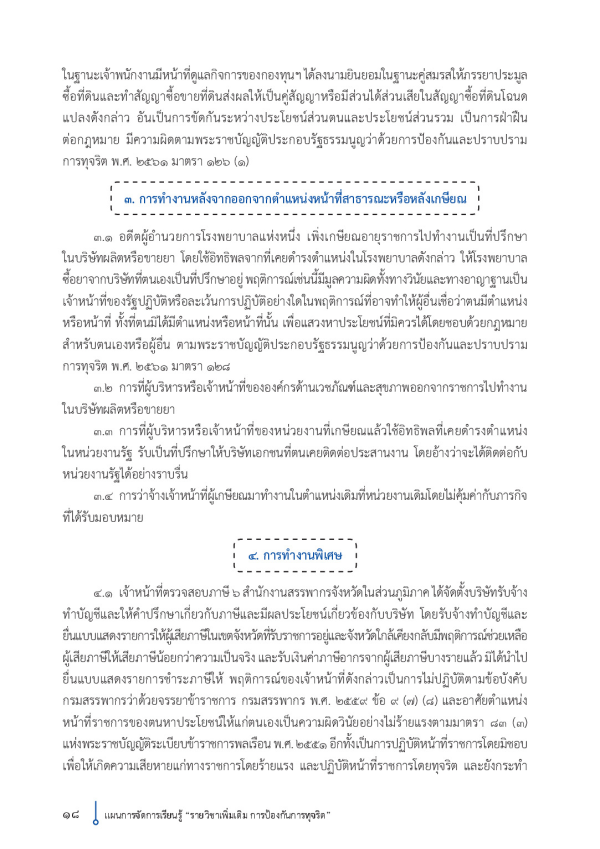 ในฐานะเจ้าพนักงานมีหน้าที่ดูแลกิจการของกองทุนฯ ได้ลงนามยินยอมในฐานะคู่สมรสให้ภรรยาประมูล
ซื้อที่ดินและทำสัญญาซื้อขายที่ดินส่งผลให้เป็นคู่สัญญาหรือมีส่วนได้ส่วนเสียในสัญญาซื้อที่ดินโฉนด
แปลงดังกล่าว อันเป็นการขัดกันระหว่างประโยชน์ส่วนตนและประโยชน์ส่วนรวม เป็นการฝ่าฝืน
ต่อกฎหมาย มีความผิดตามพระราชบัญญัติประกอบรัฐธรรมนูญว่าด้วยการป้องกันและปราบปราม
การทุจริต พ.ศ. ๒๕๖๑ มาตรา ๑๒๖ (๑)
๓. การทำงานหลังจากออกจากตำแหน่งหน้าที่สาธารณะหรือหลังเกษียณ
๓.๑ อดีตผู้อำนวยการโรงพยาบาลแห่งหนึ่ง เพิ่งเกษียณอายุราชการไปทำงานเป็นที่ปรึกษา
ในบริษัทผลิตหรือขายยา โดยใช้อิทธิพลจากที่เคยดำรงตำแหน่งในโรงพยาบาลดังกล่าว ให้โรงพยาบาล
ซื้อยาจากบริษัทที่ตนเองเป็นที่ปรึกษาอยู่ พฤติการณ์เช่นนี้มีมูลความผิดทั้งทางวินัยและทางอาญาฐานเป็น
เจ้าหน้าที่ของรัฐปฏิบัติหรือละเว้นการปฏิบัติอย่างใดในพฤติการณ์ที่อาจทำให้ผู้อื่นเชื่อว่าตนมีตำแหน่ง
หรือหน้าที่ ทั้งที่ตนมิได้มีตำแหน่งหรือหน้าที่นั้น เพื่อแสวงหาประโยชน์ที่มิควรได้โดยชอบด้วยกฎหมาย
สำหรับตนเองหรือผู้อื่น ตามพระราชบัญญัติประกอบรัฐธรรมนูญว่าด้วยการป้องกันและปราบปราม
การทุจริต พ.ศ. ๒๕๖๑ มาตรา ๑๒๘
๓.๒ การที่ผู้บริหารหรือเจ้าหน้าที่ขององค์กรด้านเวชภัณฑ์และสุขภาพออกจากราชการไปทำงาน
ในบริษัทผลิตหรือขายยา
๓.๓ การที่ผู้บริหารหรือเจ้าหน้าที่ของหน่วยงานที่เกษียณแล้วใช้อิทธิพลที่เคยดำรงตำแหน่ง
ในหน่วยงานรัฐ รับเป็นที่ปรึกษาให้บริษัทเอกชนที่ตนเคยติดต่อประสานงาน โดยอ้างว่าจะได้ติดต่อกับ
หน่วยงานรัฐได้อย่างราบรื่น
๓.๔ การว่าจ้างเจ้าหน้าที่ผู้เกษียณมาทำงานในตำแหน่งเดิมที่หน่วยงานเดิมโดยไม่คุ้มค่ากับภารกิจ
ที่ได้รับมอบหมาย
๔. การทำงานพิเศษ
๔.๑ เจ้าหน้าที่ตรวจสอบภาษี ๖ สำนักงานสรรพากรจังหวัดในส่วนภูมิภาค ได้จัดตั้งบริษัทรับจ้าง
ทำบัญชีและให้คำปรึกษาเกี่ยวกับภาษีและมีผลประโยชน์เกี่ยวข้องกับบริษัท โดยรับจ้างทำบัญชีและ
ยื่นแบบแสดงรายการให้ผู้เสียภาษีในเขตจังหวัดที่รับราชการอยู่และจังหวัดใกล้เคียงกลับมีพฤติการณ์ช่วยเหลือ
ผู้เสียภาษีให้เสียภาษีน้อยกว่าความเป็นจริง และรับเงินค่าภาษีอากรจากผู้เสียภาษีบางรายแล้ว มิได้นำไป
ยื่นแบบแสดงรายการชำระภาษีให้ พฤติการณ์ของเจ้าหน้าที่ดังกล่าวเป็นการไม่ปฏิบัติตามข้อบังคับ
กรมสรรพากรว่าด้วยจรรยาข้าราชการ กรมสรรพากร พ.ศ. ๒๕๕๙ ข้อ ๙ (๗) (๘) และอาศัยตำแหน่ง
หน้าที่ราชการของตนหาประโยชน์ให้แก่ตนเองเป็นความผิดวินัยอย่างไม่ร้ายแรงตามมาตรา ๘๓ (๓)
แห่งพระราชบัญญัติระเบียบข้าราชการพลเรือน พ.ศ. ๒๕๕๑ อีกทั้งเป็นการปฏิบัติหน้าที่ราชการโดยมิชอบ
เพื่อให้เกิดความเสียหายแก่ทางราชการโดยร้ายแรง และปฏิบัติหน้าที่ราชการโดยทุจริต และยังกระทำ
๑๘ แผนการจัดการเรียนรู้ "รายวิชาเพิ่มเติม การป้องกันการทุจริต"